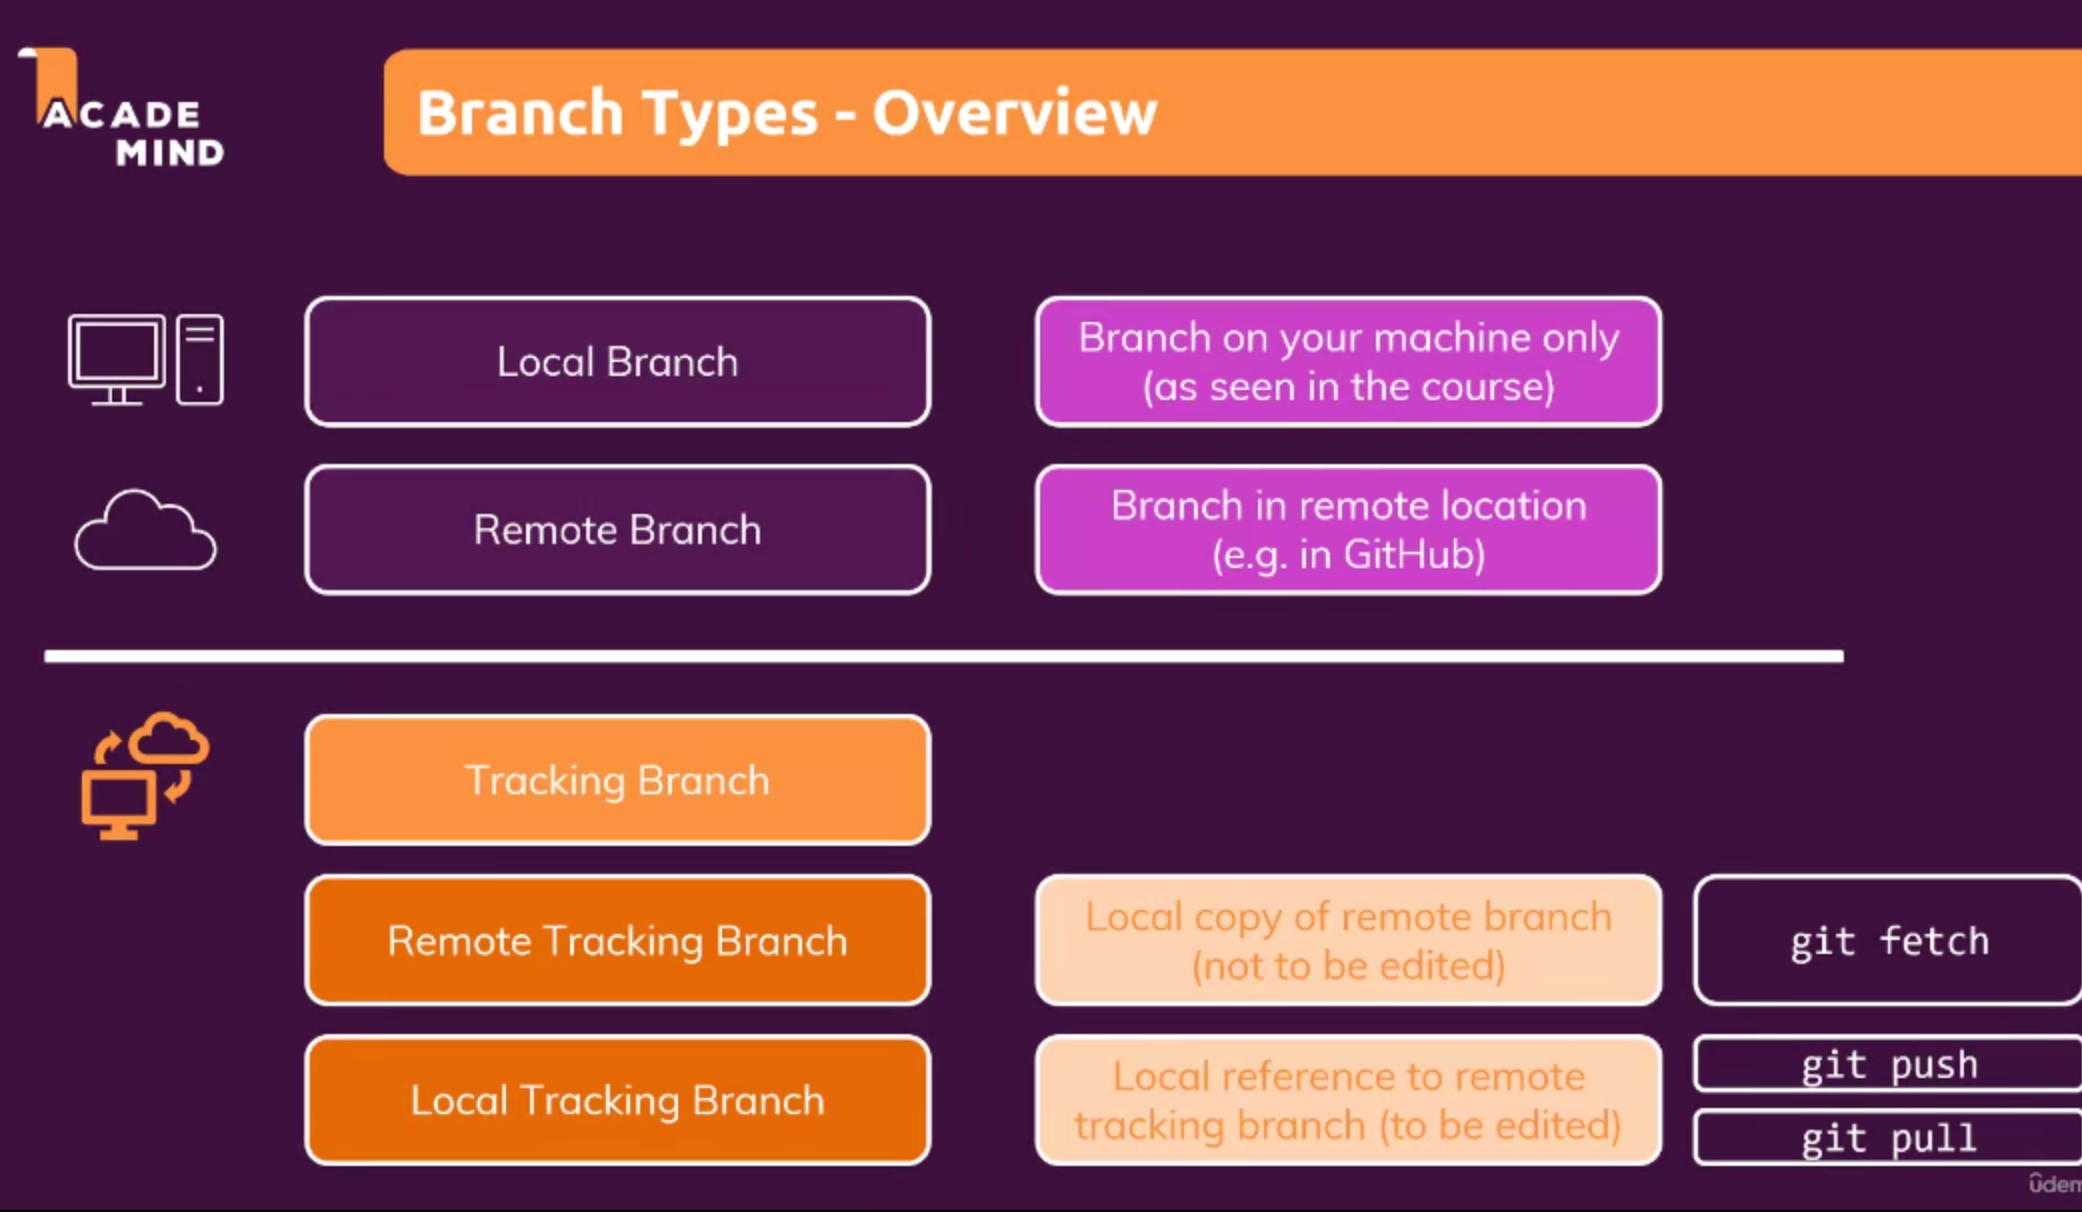 ACADE
MIND
Branch Types - Overview
Local Branch
Branch on your machine only
(as seen in the course)
Remote Branch
Branch in remote location
(e.g. in GitHub)
Tracking Branch
Remote Tracking Branch
Local copy of remote branch
(not to be edited)
git fetch
Local Tracking Branch
Local reference to remote
tracking branch (to be edited)
git push
git pull